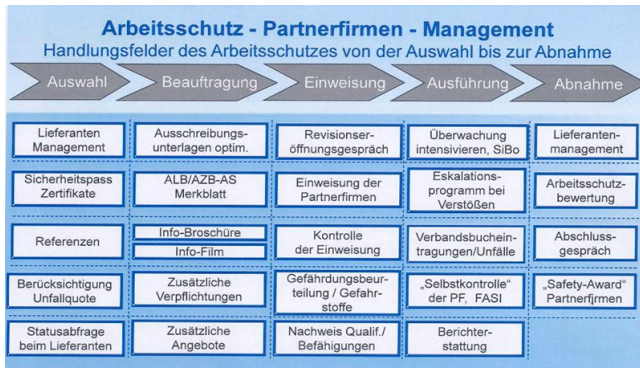 Arbeitsschutz - Partnerfirmen - Management
Handlungsfelder des Arbeitsschutzes von der Auswahl bis zur Abnahme
Auswahl
Beauftragung
Einweisung
Ausführung
Abnahme
Lieferanten
Management
Ausschreibungs-
unterlagen optim.
Revisionser-
öffnungsgespräch
Überwachung
intensivieren, SiBo
Lieferanten-
management
Sicherheitspass
Zertifikate
ALB/AZB-AS
Merkblatt
Einweisung der
Partnerfirmen
Eskalations-
programm bei
Verstößen
Arbeitsschutz-
bewertung
Referenzen
Info-Broschüre
Info-Film
Kontrolle
der Einweisung
Verbandsbuchein-
tragungen/Unfälle
Abschluss-
gespräch
Berücksichtigung
Unfallquote
Zusätzliche
Verpflichtungen
Gefährdungsbeur-
teilung / Gefahr-
stoffe
„Selbstkontrolle“
der PF, FASI
„Safety-Award“
Partnerfirmen
Statusabfrage
beim Lieferanten
Zusätzliche
Angebote
Nachweis Qualif./
Befähigungen
Berichter-
stattung